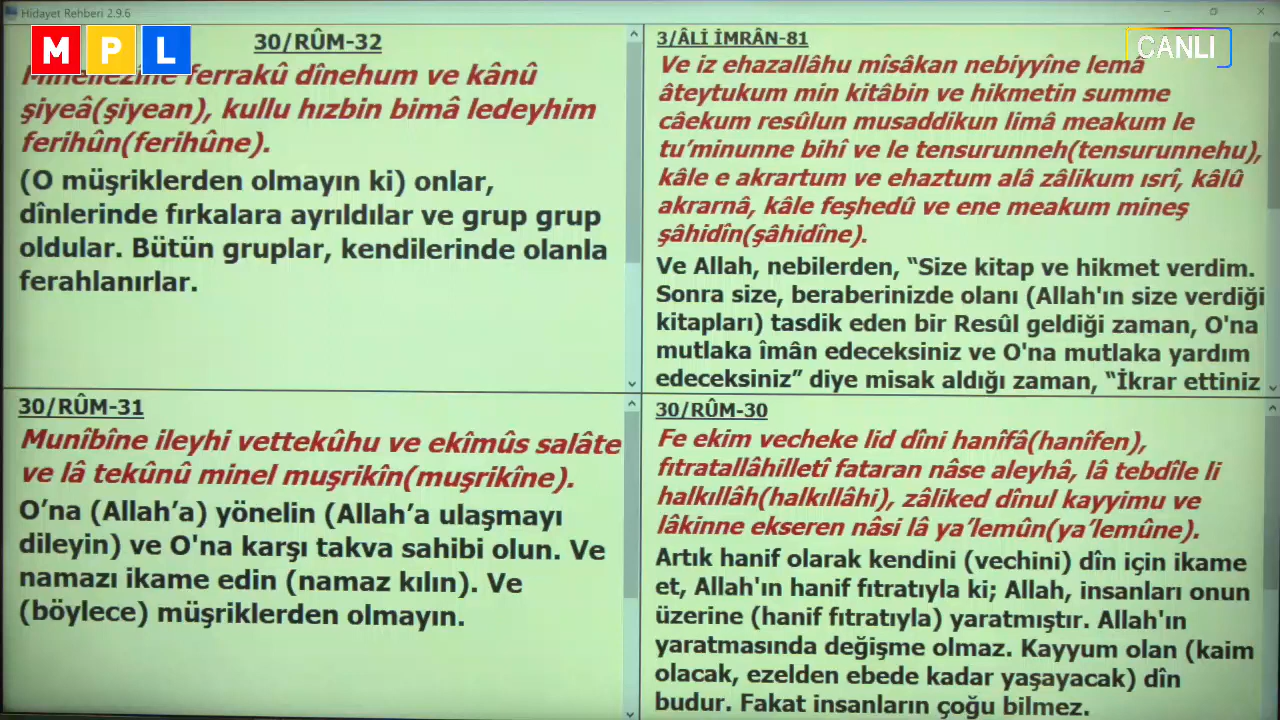 Hidayet Rehberi 2.9.6
MPL
CANLI
30/RÛM-32
Minellezîne ferrakû dînehum ve kânû
şiyeâ(şiyean), kullu hızbin bimâ ledeyhim
ferihûn(ferihûne).
(O müşriklerden olmayın ki) onlar,
dînlerinde fırkalara ayrıldılar ve grup grup
oldular. Bütün gruplar, kendilerinde olanla
ferahlanırlar.
3/ÂLİ İMRÂN-81
Ve iz ehazallâhu mîsâkan nebiyyîne lemâ
âteytukum min kitâbin ve hikmetin summe
câekum resûlun musaddikun limâ meakum le
tu’minunne bihî ve le tensurunneh(tensurunnehu),
kâle e akrartum ve ehaztum alâ zâlikum ısrî, kâlû
akrarnâ, kâle feşhedû ve ene meakum mineş
şâhidîn(şâhidîne).
Ve Allah, nebilerden, “Size kitap ve hikmet verdim.
Sonra size, beraberinizde olanı (Allah'ın size verdiği
kitapları) tasdik eden bir Resûl geldiği zaman, O'na
mutlaka îmân edeceksiniz ve O'na mutlaka yardım
edeceksiniz” diye misak aldığı zaman, “İkrar ettiniz
30/RÛM-31
Munîbîne ileyhi vettekûhu ve ekîmûs salâte
ve lâ tekûnû minel muşrikîn(muşrikîne).
O’na (Allah’a) yönelin (Allah’a ulaşmayı
dileyin) ve O'na karşı takva sahibi olun. Ve
namazı ikame edin (namaz kılın). Ve
(böylece) müşriklerden olmayın.
30/RÛM-30
Fe ekim vecheke lid dîni hanîfâ(hanîfen),
fıtratallâhilletî fataran nâse aleyhâ, lâ tebdîle li
halkıllâh(halkıllâhi), zâliked dînul kayyimu ve
lâkinne ekseren nâsi lâ ya’lemûn(ya’lemûne).
Artık hanif olarak kendini (vechini) dîn için ikame
et, Allah'ın hanif fıtratıyla ki; Allah, insanları onun
üzerine (hanif fıtratıyla) yaratmıştır. Allah'ın
yaratmasında değişme olmaz. Kayyum olan (kaim
olacak, ezelden ebede kadar yaşayacak) dîn
budur. Fakat insanların çoğu bilmez.